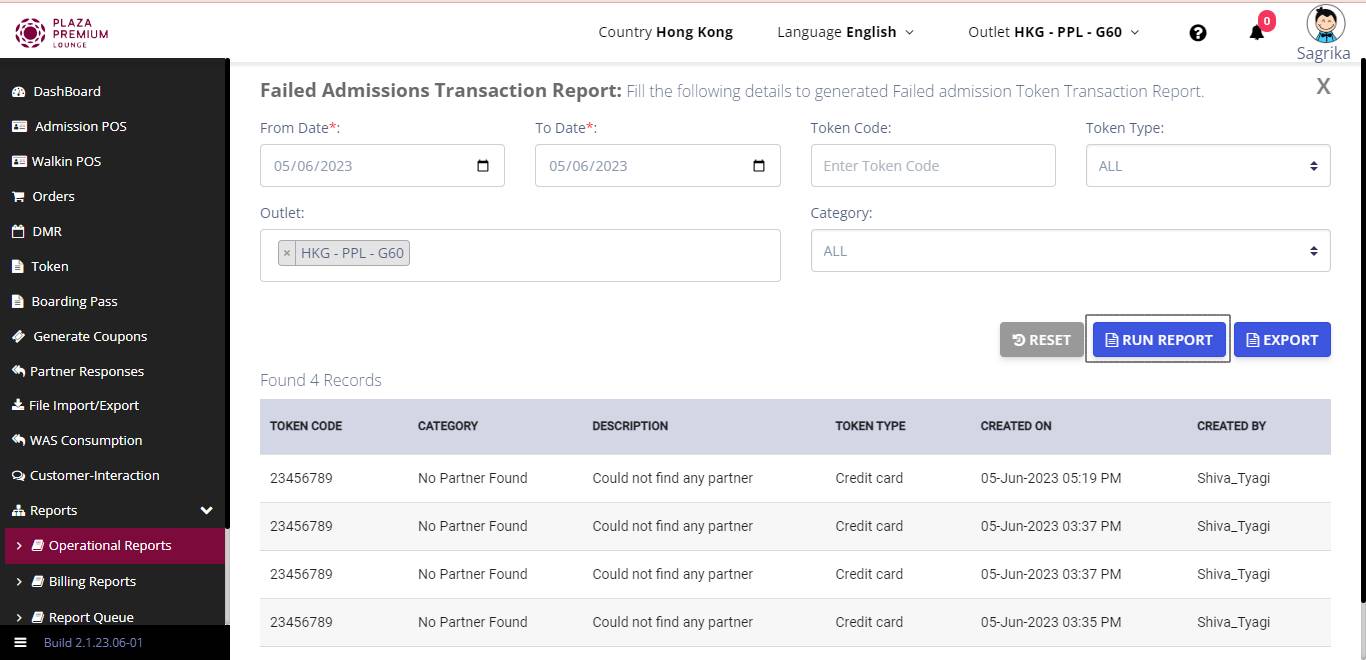 PLAZA
PREMIUM
LOUNGE
Country Hong Kong
Language English
Outlet HKG - PPL - G60
0
Sagrika
DashBoard
Admission POS
Walkin POS
Orders
DMR
Token
Boarding Pass
Generate Coupons
Partner Responses
File Import/Export
WAS Consumption
Customer-Interaction
Reports
Operational Reports
Billing Reports
Report Queue
Build 2.1.23.06-01
Failed Admissions Transaction Report: Fill the following details to generated Failed admission Token Transaction Report.
X
From Date*: To Date*: Token Code: Token Type:
05/06/2023 05/06/2023 Enter Token Code ALL
Outlet: Category:
× HKG - PPL - G60 ALL
RESET RUN REPORT EXPORT
Found 4 Records
TOKEN CODE CATEGORY DESCRIPTION TOKEN TYPE CREATED ON CREATED BY
23456789 No Partner Found Could not find any partner Credit card 05-Jun-2023 05:19 PM Shiva_Tyagi
23456789 No Partner Found Could not find any partner Credit card 05-Jun-2023 03:37 PM Shiva_Tyagi
23456789 No Partner Found Could not find any partner Credit card 05-Jun-2023 03:37 PM Shiva_Tyagi
23456789 No Partner Found Could not find any partner Credit card 05-Jun-2023 03:35 PM Shiva_Tyagi